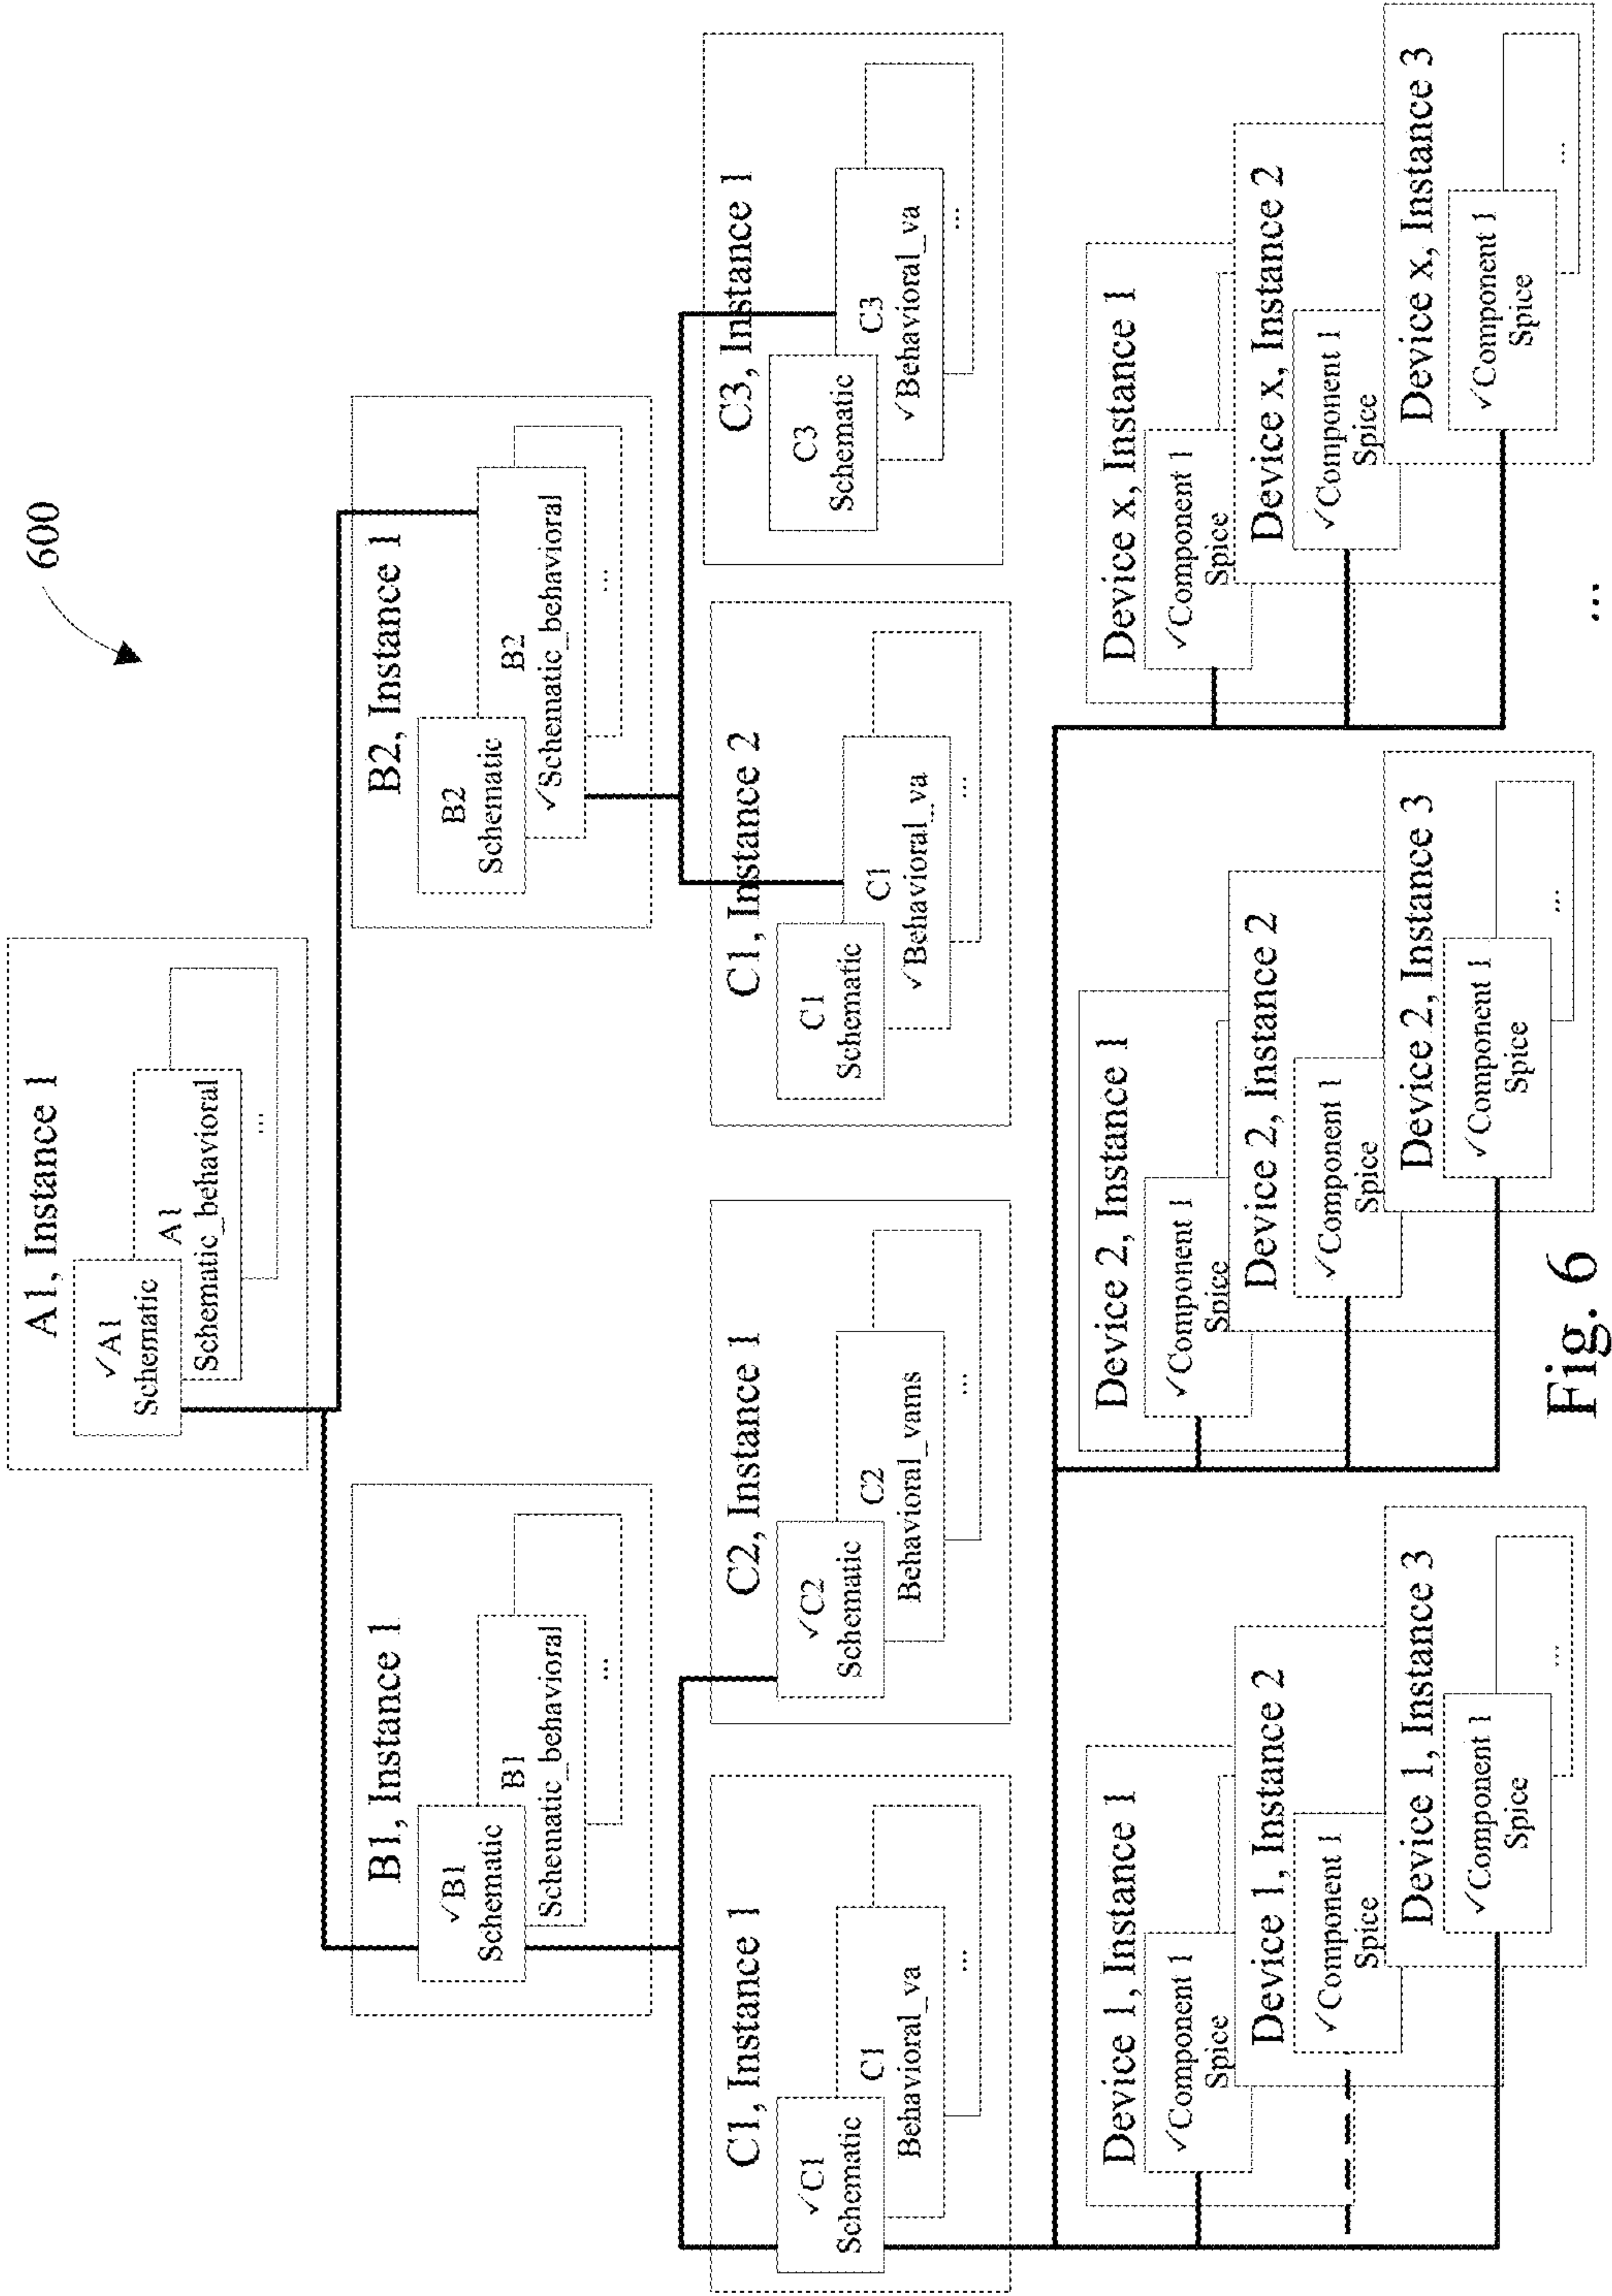 600
A1, Instance 1
✓A1
Schematic
A1
Schematic_behavioral
...
B1, Instance 1
✓B1
Schematic
B1
Schematic_behavioral
...
B2, Instance 1
B2
Schematic
B2
✓Schematic_behavioral
...
C1, Instance 1
✓C1
Schematic
C1
Behavioral_va
...
C2, Instance 1
✓C2
Schematic
C2
Behavioral_vams
...
C1, Instance 2
C1
Schematic
C1
✓Behavioral_va
...
C3, Instance 1
C3
Schematic
C3
✓Behavioral_va
...
Device 1, Instance 1
✓Component 1
Spice
Device 1, Instance 2
✓Component 1
Spice
Device 1, Instance 3
✓Component 1
Spice
...
Device 2, Instance 1
✓Component 1
Spice
Device 2, Instance 2
✓Component 1
Spice
Device 2, Instance 3
✓Component 1
Spice
...
Device x, Instance 1
✓Component 1
Spice
Device x, Instance 2
✓Component 1
Spice
Device x, Instance 3
✓Component 1
Spice
...
...
Fig. 6